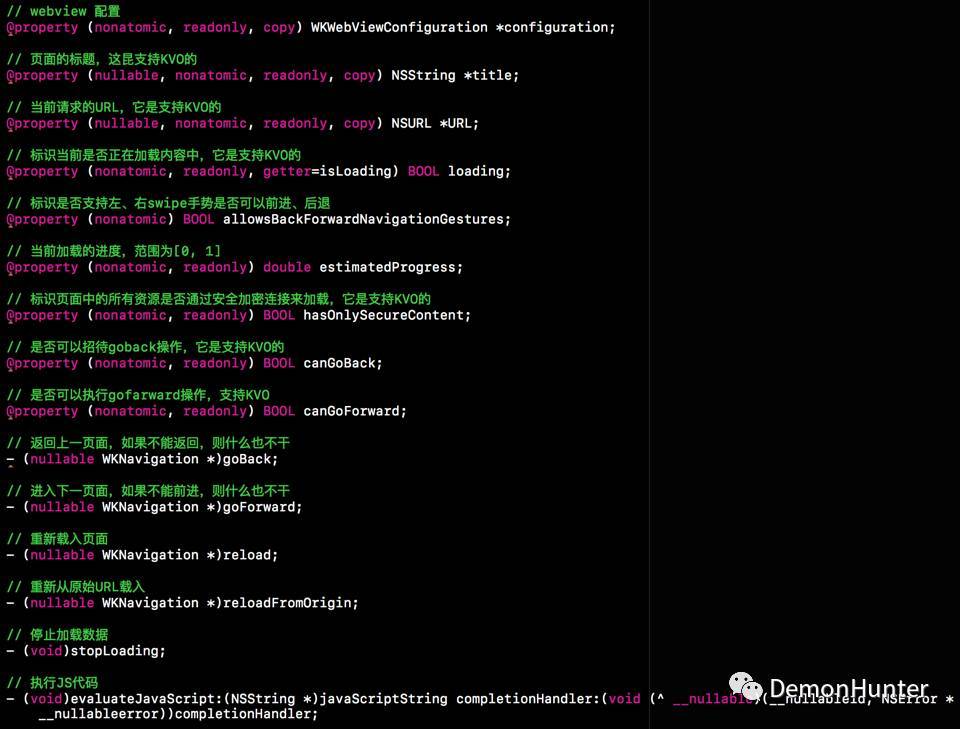 // webview 配置
@property (nonatomic, readonly, copy) WKWebViewConfiguration *configuration;
// 页面的标题，这昆支持KVO的
@property (nullable, nonatomic, readonly, copy) NSString *title;
// 当前请求的URL，它是支持KVO的
@property (nullable, nonatomic, readonly, copy) NSURL *URL;
// 标识当前是否正在加载内容中，它是支持KVO的
@property (nonatomic, readonly, getter=isLoading) BOOL loading;
// 标识是否支持左、右swipe手势是否可以前进、后退
@property (nonatomic) BOOL allowsBackForwardNavigationGestures;
// 当前加载的进度，范围为[0, 1]
@property (nonatomic, readonly) double estimatedProgress;
// 标识页面中的所有资源是否通过安全加密连接来加载，它是支持KVO的
@property (nonatomic, readonly) BOOL hasOnlySecureContent;
// 是否可以招待goback操作，它是支持KVO的
@property (nonatomic, readonly) BOOL canGoBack;
// 是否可以执行gofarward操作，支持KVO
@property (nonatomic, readonly) BOOL canGoForward;
// 返回上一页面，如果不能返回，则什么也不干
- (nullable WKNavigation *)goBack;
// 进入下一页面，如果不能前进，则什么也不干
- (nullable WKNavigation *)goForward;
// 重新载入页面
- (nullable WKNavigation *)reload;
// 重新从原始URL载入
- (nullable WKNavigation *)reloadFromOrigin;
// 停止加载数据
- (void)stopLoading;
// 执行JS代码
- (void)evaluateJavaScript:(NSString *)javaScriptString completionHandler:(void (^ __nullable)(__nullableid, NSError *
__nullableerror))completionHandler;
DemonHunter